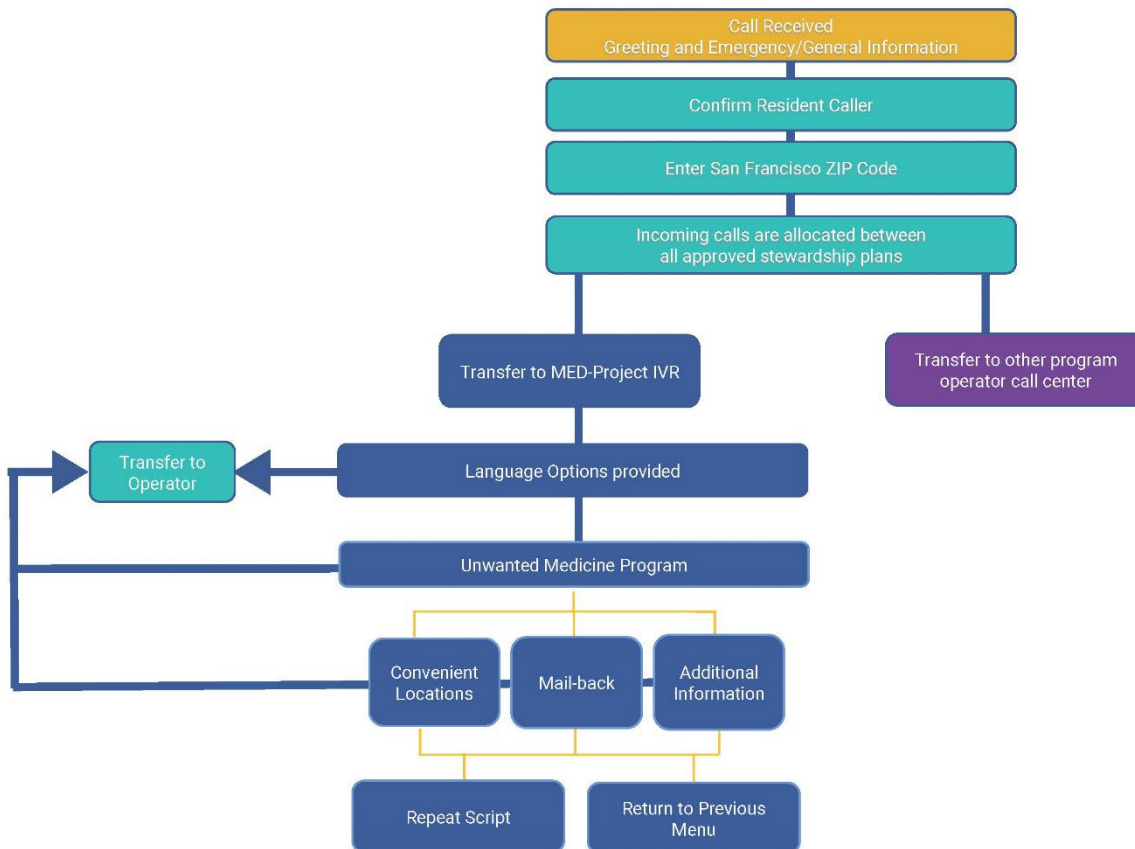 Call Received
Greeting and Emergency/General Information
Confirm Resident Caller
Enter San Francisco ZIP Code
Incoming calls are allocated between
all approved stewardship plans
Transfer to MED-Project IVR
Transfer to other program
operator call center
Transfer to
Operator
Language Options provided
Unwanted Medicine Program
Convenient
Locations
Mail-back
Additional
Information
Repeat Script
Return to Previous
Menu